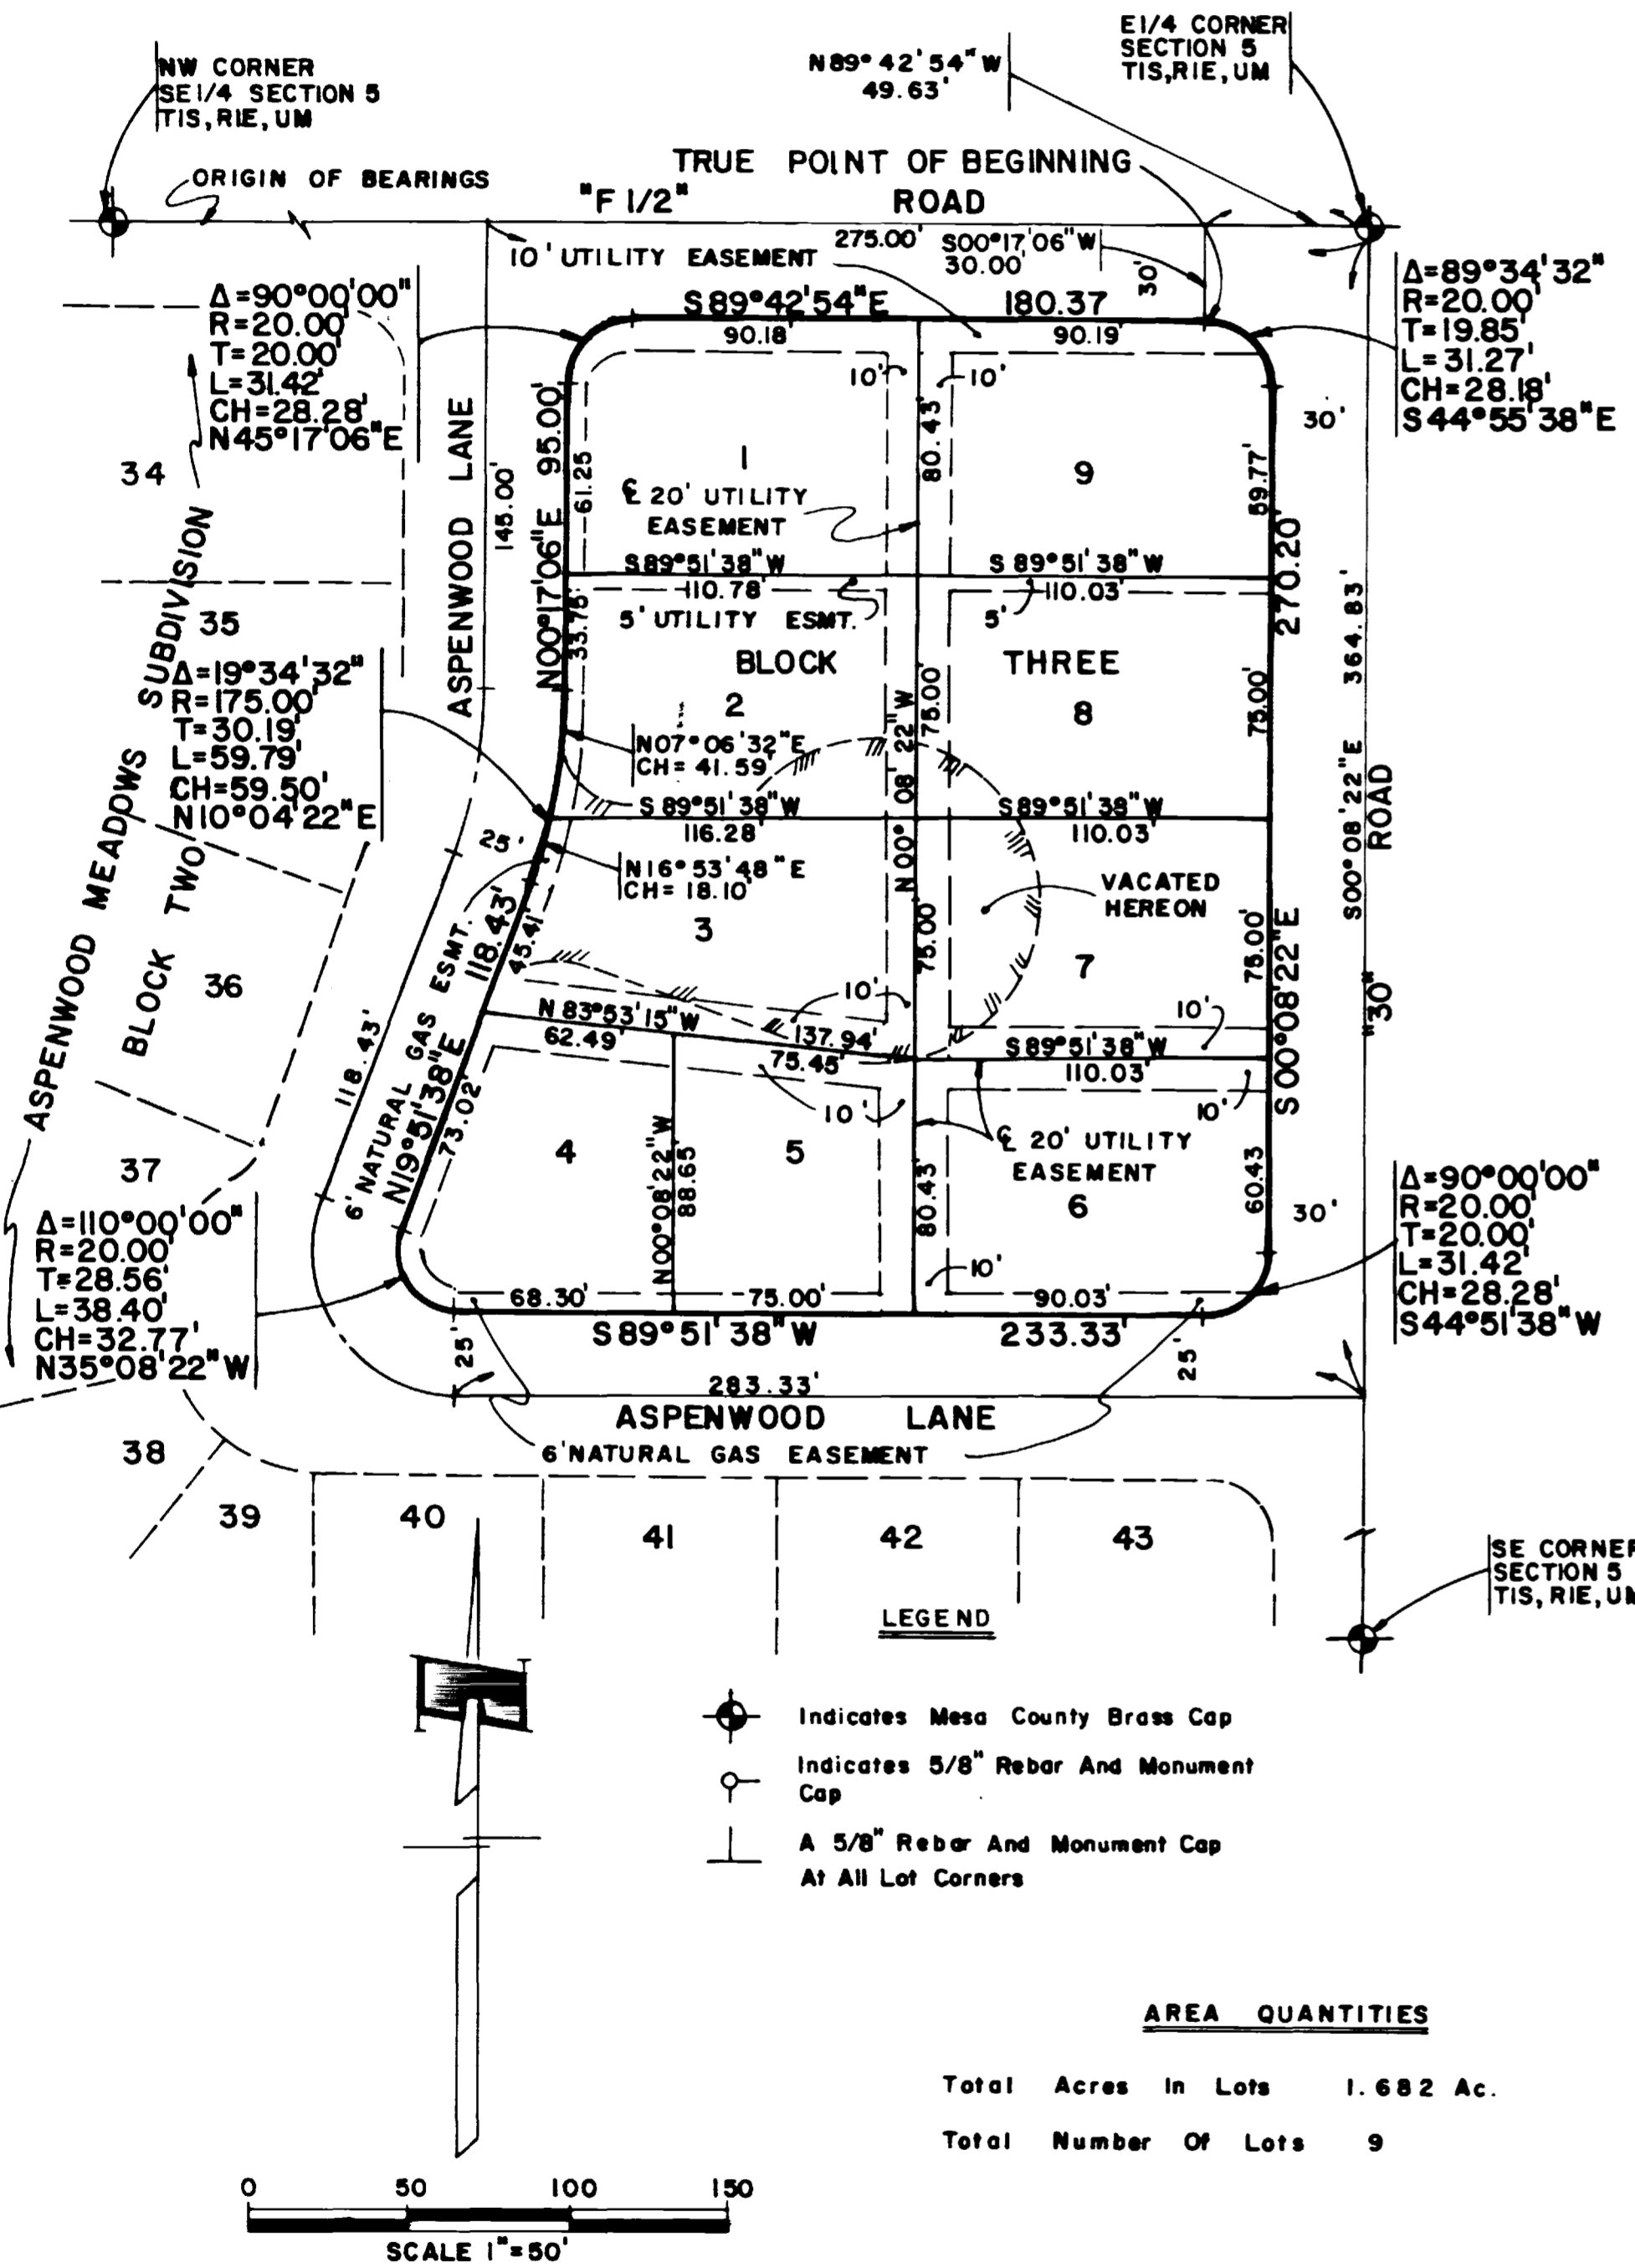 NW CORNER
SE1/4 SECTION 5
T1S, R1E, UM
ORIGIN OF BEARINGS
N89°42'54"W
49.63'
E1/4 CORNER
SECTION 5
T1S,R1E,UM
TRUE POINT OF BEGINNING
"F 1/2" ROAD
275.00'
S00°17'06"W
30.00'
30'
10' UTILITY EASEMENT
S89°42'54"E 180.37
90.18'
90.19'
Δ=90°00'00"
R=20.00'
T=20.00'
L=31.42'
CH=28.28'
N45°17'06"E
Δ=89°34'32"
R=20.00'
T=19.85'
L=31.27'
CH=28.18'
S44°55'38"E
30'
34
ASPENWOOD LANE
145.00'
N00°17'06"E 95.00'
61.25
33.75'
10'
10'
80.43'
1
9
59.77'
℄ 20' UTILITY
EASEMENT
S89°51'38"W
110.78'
S 89°51'38"W
110.03'
5' UTILITY ESMT.
5'
270.20'
S00°08'22"E 364.83'
"30" ROAD
35
ASPENWOOD MEADOWS SUBDIVISION
BLOCK TWO
BLOCK THREE
2
8
75.00'
75.00'
N00°08'22"W
Δ=19°34'32"
R=175.00'
T=30.19'
L=59.79'
CH=59.50'
N10°04'22"E
N07°06'32"E
CH=41.59'
S 89°51'38"W
116.28'
S 89°51'38"W
110.03'
25'
N16°53'48"E
CH=18.10'
3
VACATED
HEREON
7
75.00'
75.00'
S00°08'22"E
36
118.43'
6' NATURAL GAS ESMT.
N19°51'38"E 118.43'
45.41'
73.02'
10'
10'
N 83°53'15"W
137.94'
62.49'
75.45'
S89°51'38"W
110.03'
10'
10'
℄ 20' UTILITY
EASEMENT
37
4
5
6
N00°08'22"W
88.65'
80.43'
60.43'
30'
Δ=110°00'00"
R=20.00'
T=28.56'
L=38.40'
CH=32.77'
N35°08'22"W
Δ=90°00'00"
R=20.00'
T=20.00'
L=31.42'
CH=28.28'
S44°51'38"W
10'
68.30'
75.00'
90.03'
S89°51'38"W 233.33'
25'
25'
283.33'
ASPENWOOD LANE
6' NATURAL GAS EASEMENT
38
39
40
41
42
43
SE CORNER
SECTION 5
T1S, R1E, UM
LEGEND
Indicates Mesa County Brass Cap
Indicates 5/8" Rebar And Monument
Cap
A 5/8" Rebar And Monument Cap
At All Lot Corners
AREA QUANTITIES
Total Acres In Lots 1.682 Ac.
Total Number Of Lots 9
0 50 100 150
SCALE 1"=50'